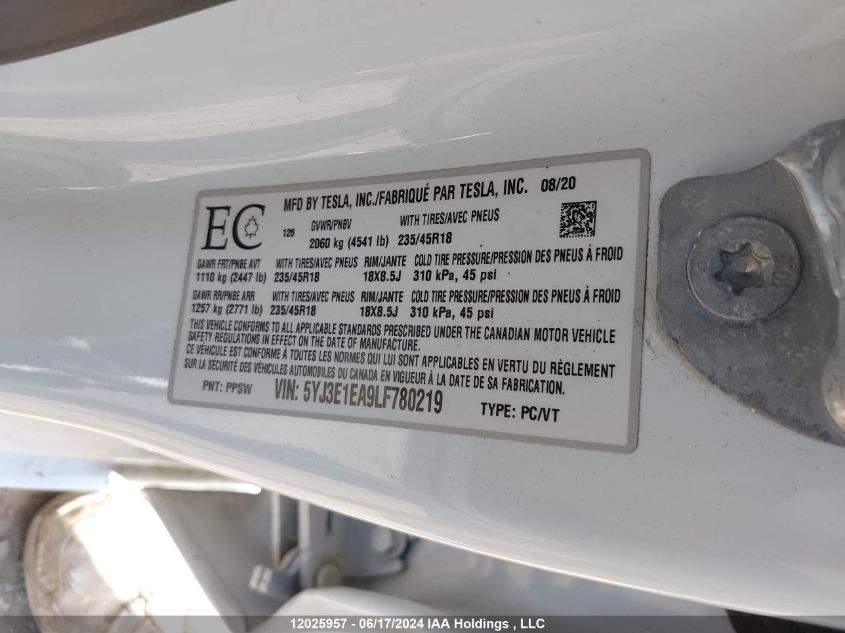 EC
MFD BY TESLA, INC./FABRIQUÉ PAR TESLA, INC. 08/20
126 GVWR/PNBV WITH TIRES/AVEC PNEUS
2060 kg (4541 lb) 235/45R18
GAWR FRT/PNBE AVT WITH TIRES/AVEC PNEUS RIM/JANTE COLD TIRE PRESSURE/PRESSION DES PNEUS À FROID
1110 kg (2447 lb) 235/45R18 18X8.5J 310 kPa, 45 psi
GAWR RR/PNBE ARR WITH TIRES/AVEC PNEUS RIM/JANTE COLD TIRE PRESSURE/PRESSION DES PNEUS À FROID
1257 kg (2771 lb) 235/45R18 18X8.5J 310 kPa, 45 psi
THIS VEHICLE CONFORMS TO ALL APPLICABLE STANDARDS PRESCRIBED UNDER THE CANADIAN MOTOR VEHICLE
SAFETY REGULATIONS IN EFFECT ON THE DATE OF MANUFACTURE.
CE VÉHICULE EST CONFORME À TOUTES LES NORMES QUI LUI SONT APPLICABLES EN VERTU DU RÈGLEMENT
SUR LA SÉCURITÉ DES VÉHICULES AUTOMOBILES DU CANADA EN VIGUEUR À LA DATE DE SA FABRICATION.
PNT: PPSW VIN: 5YJ3E1EA9LF780219 TYPE: PC/VT
12025957 - 06/17/2024 IAA Holdings , LLC